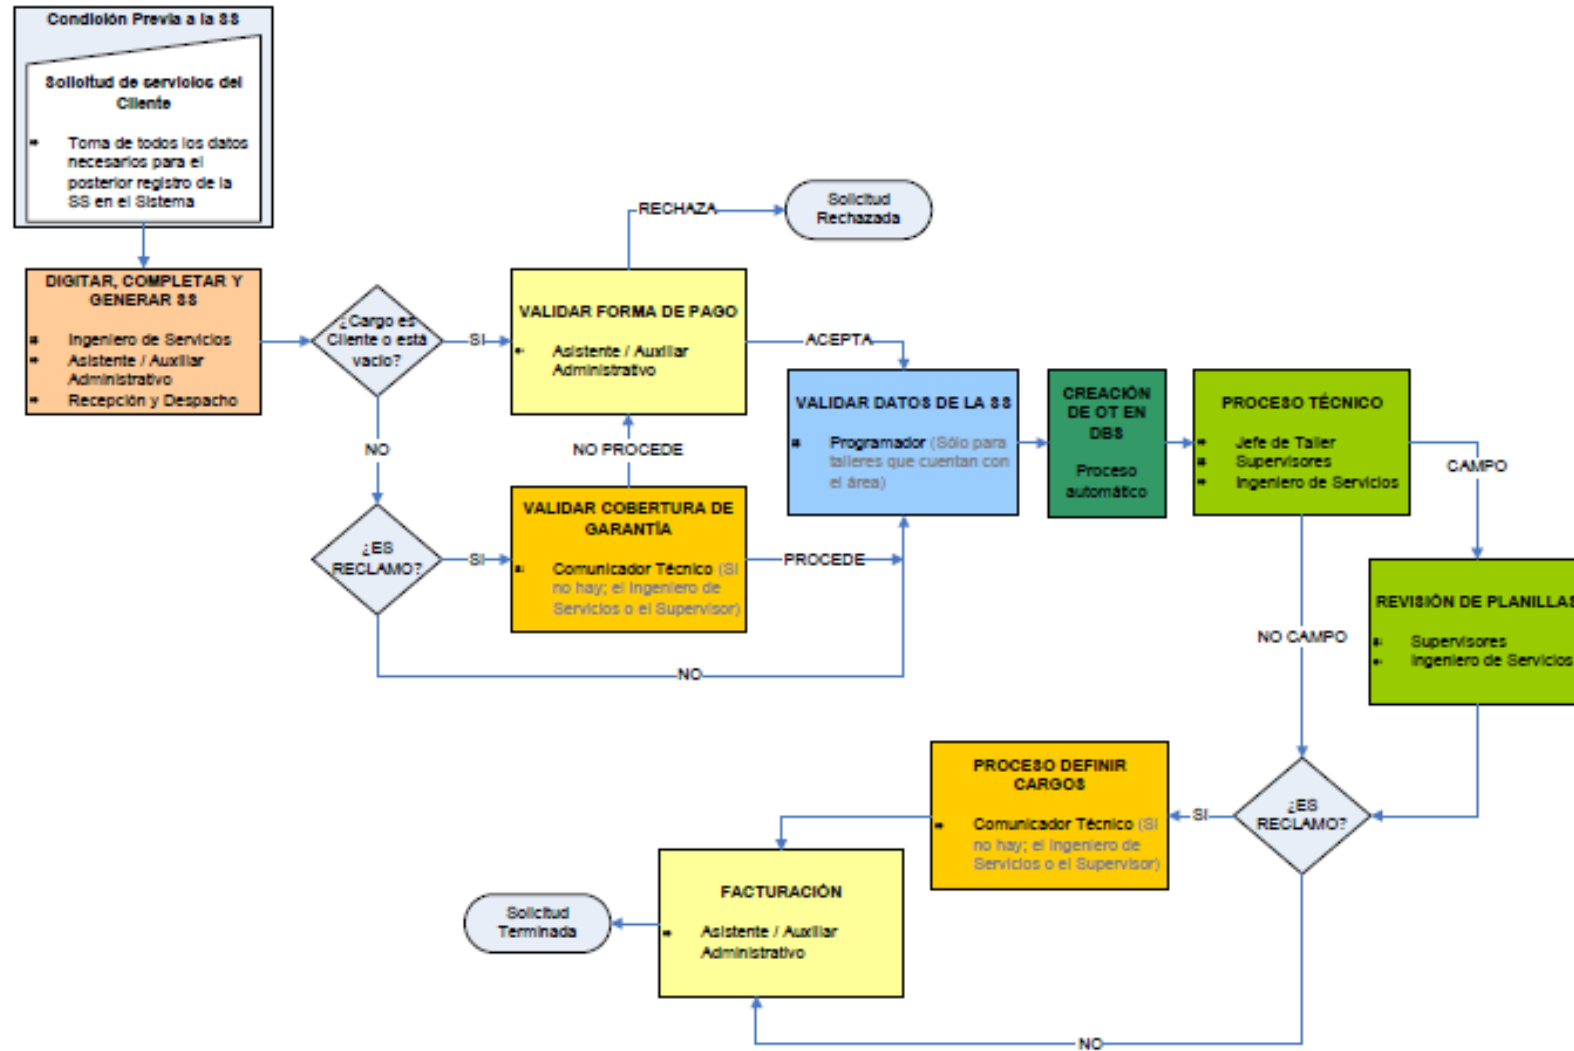 Condición Previa a la SS
Solicitud de servicios del
Cliente
Toma de todos los datos
necesarios para el
posterior registro de la
SS en el Sistema
RECHAZA
Solicitud
Rechazada
DIGITAR, COMPLETAR Y
GENERAR SS
Ingeniero de Servicios
Asistente / Auxiliar
Administrativo
Recepción y Despacho
¿Cargo es
Cliente o está
vacío?
SI
VALIDAR FORMA DE PAGO
Asistente / Auxiliar
Administrativo
ACEPTA
NO
NO PROCEDE
VALIDAR DATOS DE LA SS
Programador (Sólo para
talleres que cuentan con
el área)
CREACIÓN
DE OT EN
DBS
Proceso
automático
PROCESO TÉCNICO
Jefe de Taller
Supervisores
Ingeniero de Servicios
CAMPO
¿ES
RECLAMO?
SI
VALIDAR COBERTURA DE
GARANTÍA
Comunicador Técnico (Si
no hay; el Ingeniero de
Servicios o el Supervisor)
PROCEDE
NO
NO CAMPO
REVISIÓN DE PLANILLAS
Supervisores
Ingeniero de Servicios
PROCESO DEFINIR
CARGOS
Comunicador Técnico (Si
no hay; el Ingeniero de
Servicios o el Supervisor)
SI
¿ES
RECLAMO?
FACTURACIÓN
Asistente / Auxiliar
Administrativo
Solicitud
Terminada
NO